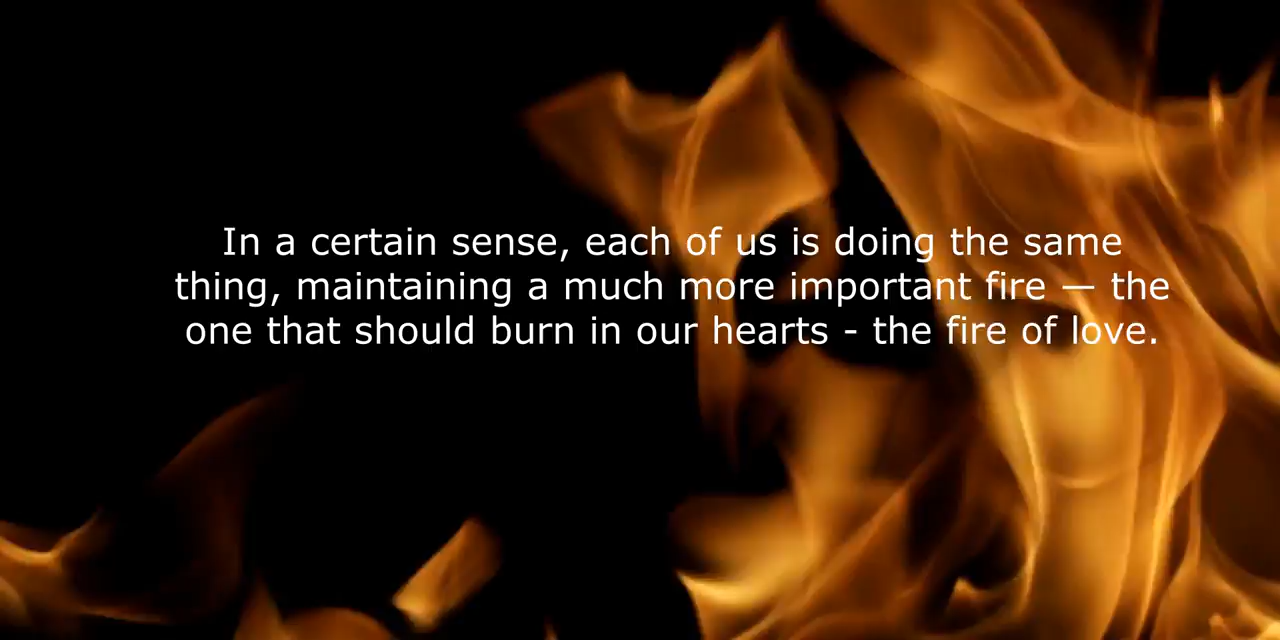 In a certain sense, each of us is doing the same
thing, maintaining a much more important fire — the
one that should burn in our hearts - the fire of love.